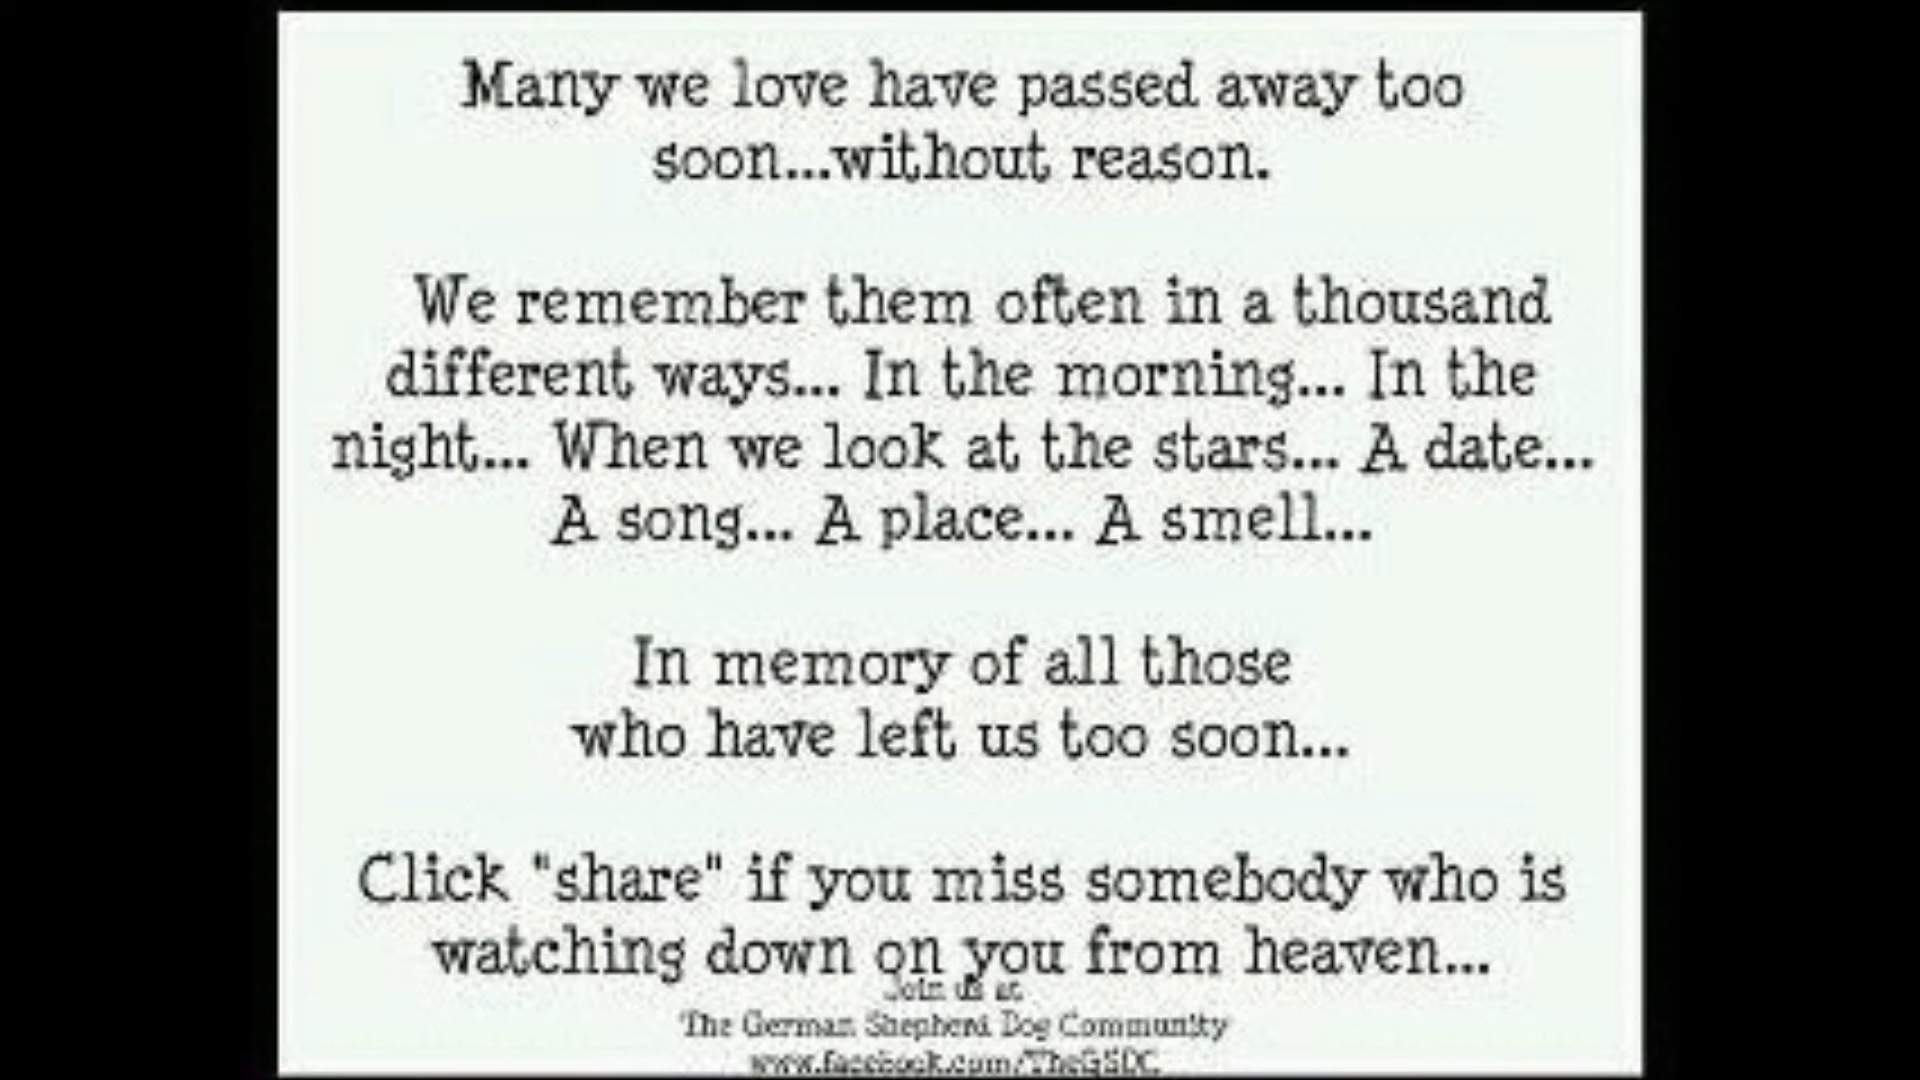 Many we love have passed away too
soon...without reason.
We remember them often in a thousand
different ways... In the morning... In the
night... When we look at the stars... A date...
A song... A place... A smell...
In memory of all those
who have left us too soon...
Click "share" if you miss somebody who is
watching down on you from heaven...
Join us at
The German Shepherd Dog Community
www.facebook.com/TheGSDC